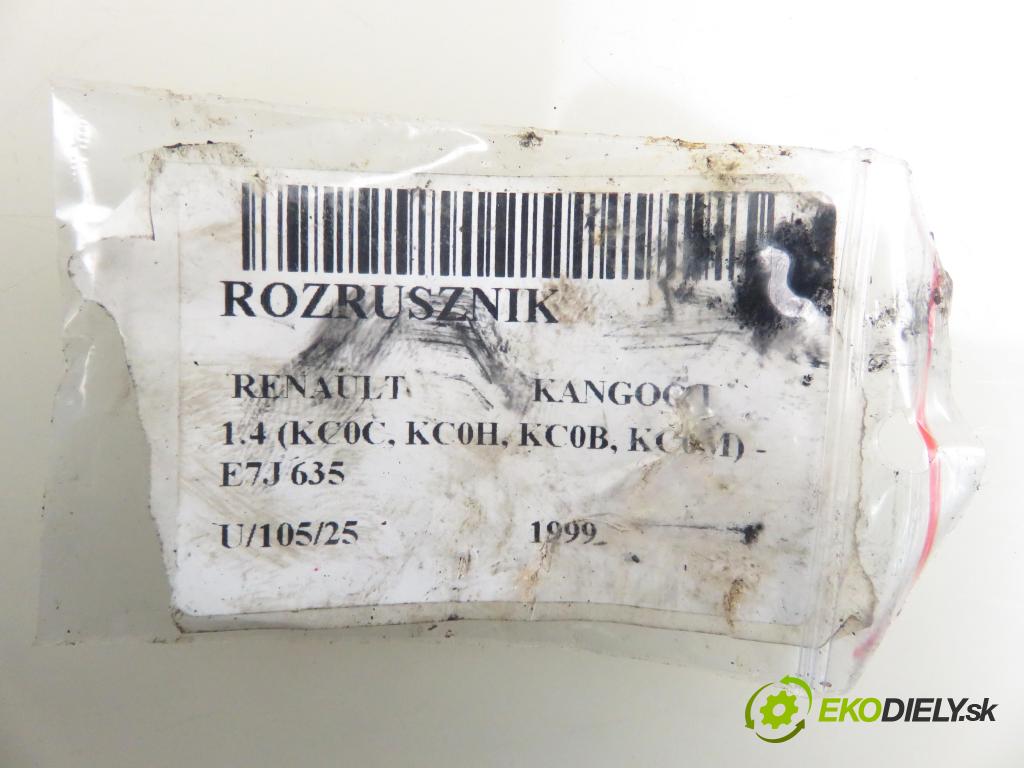 ROZRUSZNIK
RENAULT KANGOO I
1.4 (KC0C, KC0H, KC0B, KC0M) -
E7J 635
U/105/25 1999
EKODIELY.sk